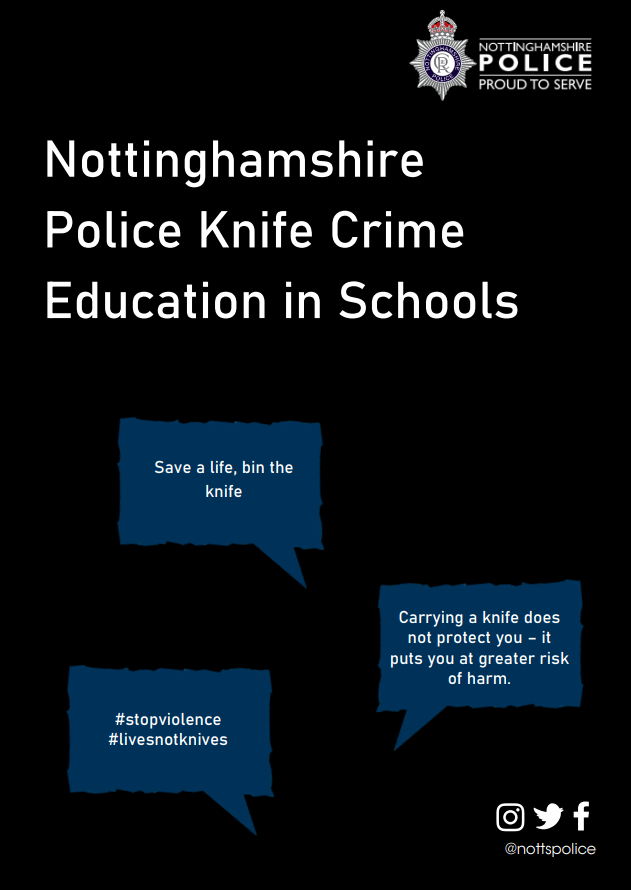 NOTTINGHAMSHIRE
POLICE
PROUD TO SERVE
Nottinghamshire
Police Knife Crime
Education in Schools
Save a life, bin the
knife
Carrying a knife does
not protect you – it
puts you at greater risk
of harm.
#stopviolence
#livesnotknives
@nottspolice